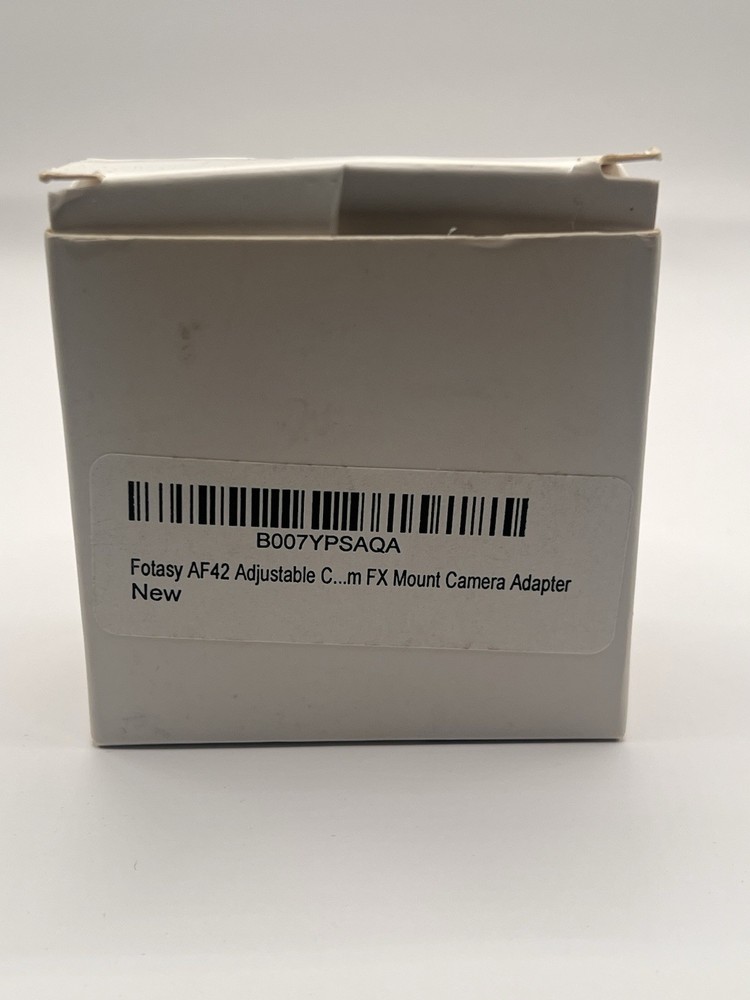 B007YPSAQA
Fotasy AF42 Adjustable C...m FX Mount Camera Adapter
New